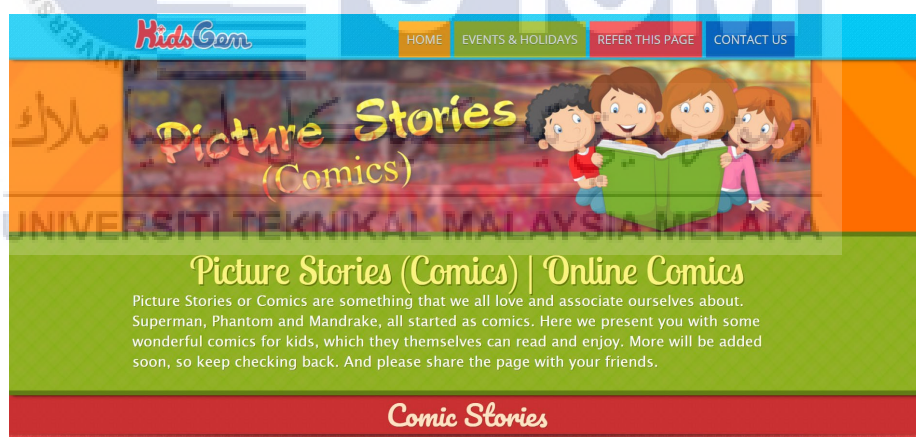 KidsGen
HOME EVENTS & HOLIDAYS REFER THIS PAGE CONTACT US
Picture Stories
(Comics)
ملاك
UNIVERSITI TEKNIKAL MALAYSIA MELAKA
Picture Stories (Comics) | Online Comics
Picture Stories or Comics are something that we all love and associate ourselves about.
Superman, Phantom and Mandrake, all started as comics. Here we present you with some
wonderful comics for kids, which they themselves can read and enjoy. More will be added
soon, so keep checking back. And please share the page with your friends.
Comic Stories